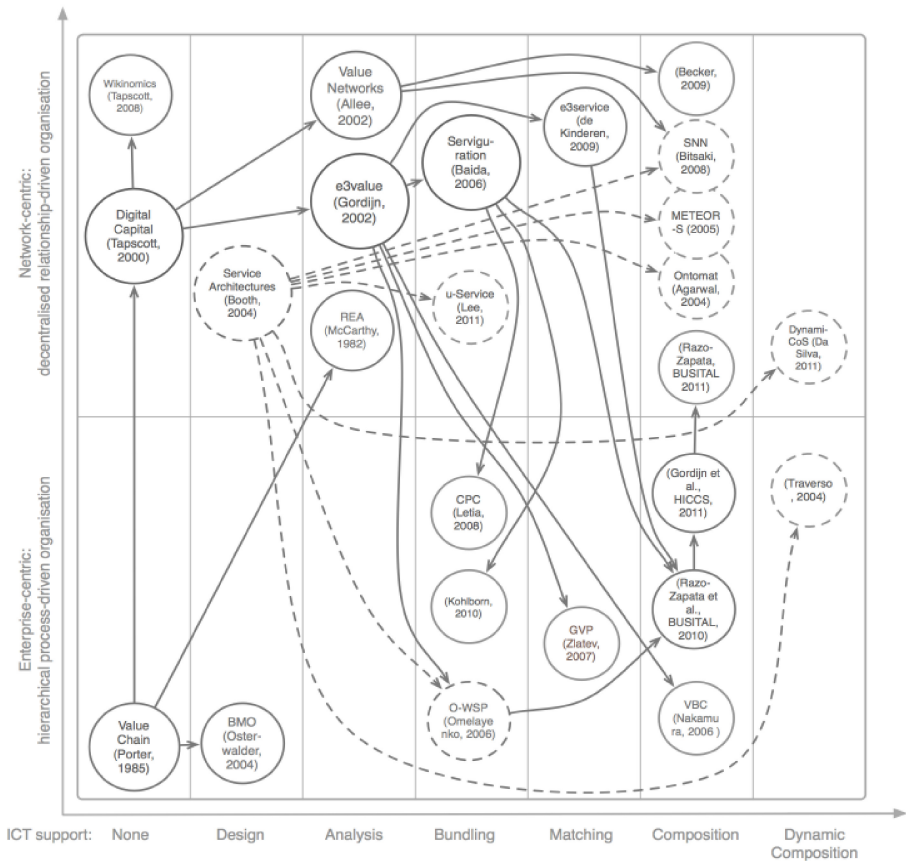 Network-centric:
decentralised relationship-driven organisation
Enterprise-centric:
hierarchical process-driven organisation
Wikinomics
(Tapscott,
2008)
Value
Networks
(Allee,
2002)
(Becker,
2009)
e3service
(de
Kinderen,
2009)
Servigu-
ration
(Baida,
2006)
SNN
(Bitsaki,
2008)
e3value
(Gordijn,
2002)
Digital
Capital
(Tapscott,
2000)
METEOR
-S (2005)
Service
Architectures
(Booth,
2004)
Ontomat
(Agarwal,
2004)
u-Service
(Lee,
2011)
REA
(McCarthy,
1982)
Dynami-
CoS (Da
Silva,
2011)
(Razo-
Zapata,
BUSITAL
2011)
(Gordijn et
al.,
HICCS,
2011)
(Traverso
, 2004)
CPC
(Letia,
2008)
(Kohlborn,
2010)
(Razo-
Zapata et
al.,
BUSITAL,
2010)
GVP
(Zlatev,
2007)
O-WSP
(Omelaye
nko, 2006)
VBC
(Nakamu
ra, 2006 )
Value
Chain
(Porter,
1985)
BMO
(Oster-
walder,
2004)
ICT support: None Design Analysis Bundling Matching Composition Dynamic
Composition